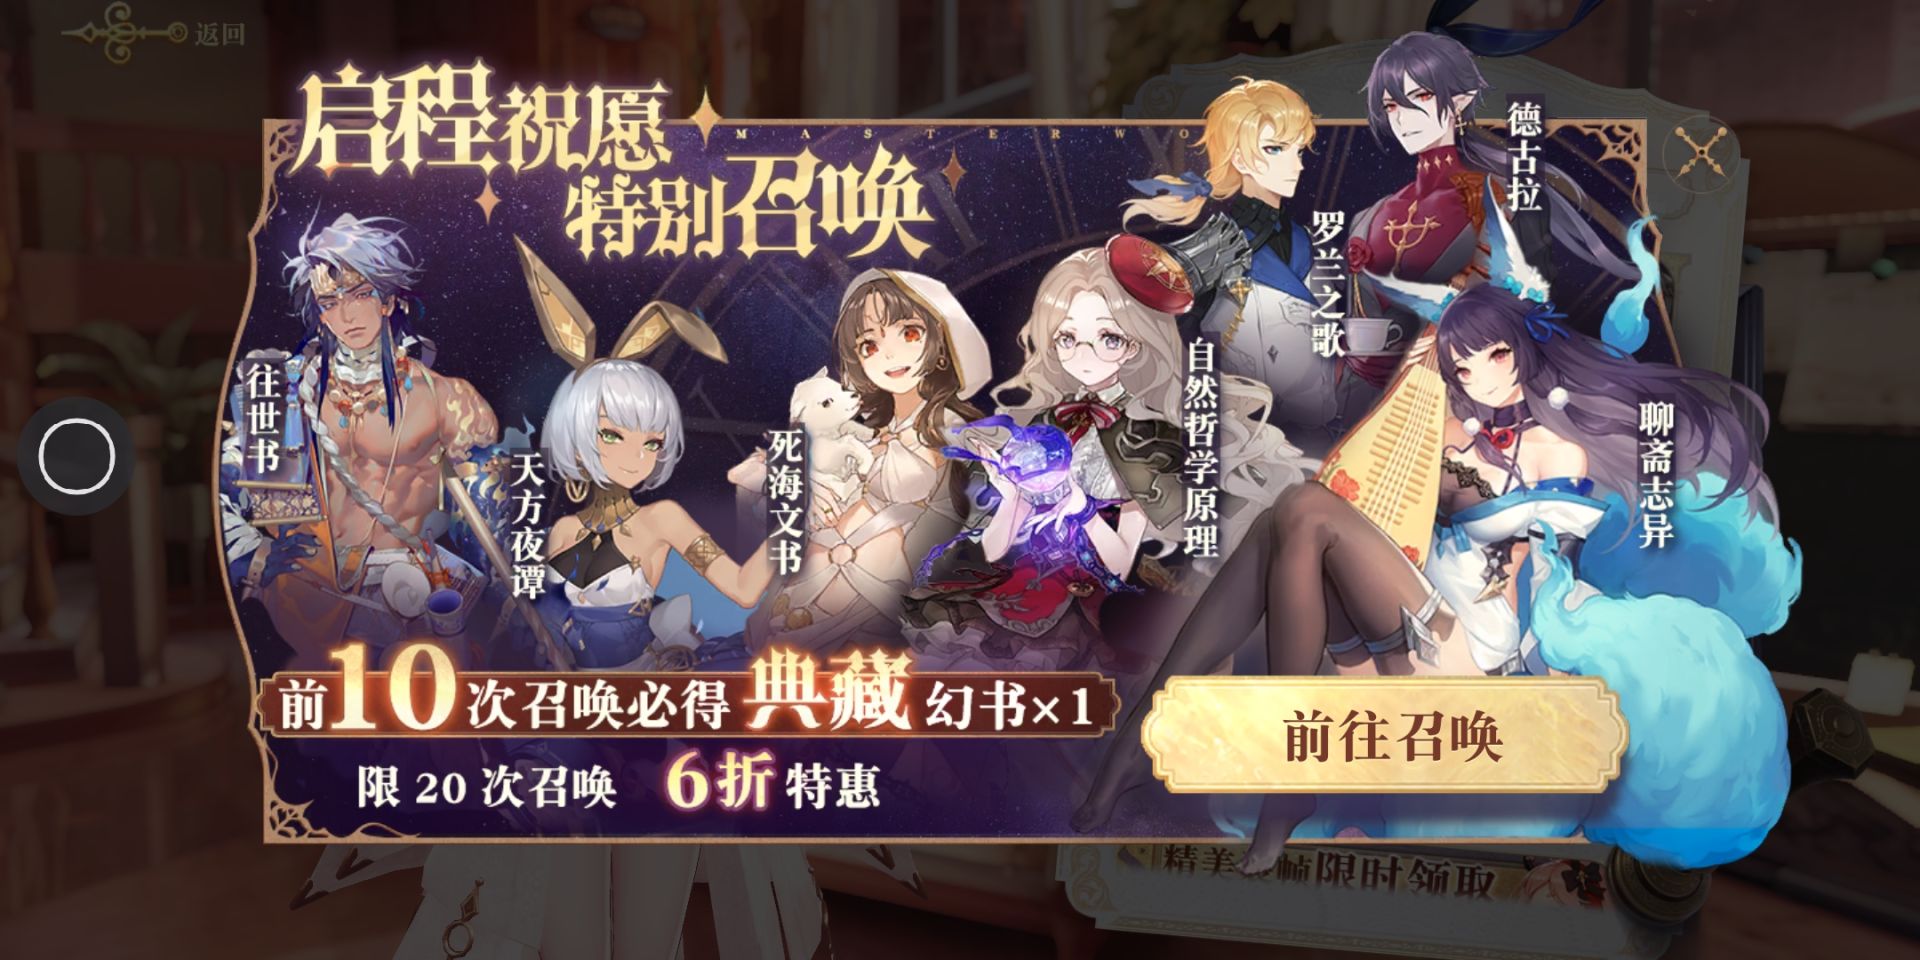 返回
启程祝愿
MASTERWO
特别召唤
德古拉
罗兰之歌
自然哲学原理
往世书
天方夜谭
死海文书
聊斋志异
前10次召唤必得典藏幻书×1
限20次召唤 6折特惠
前往召唤
精美
帧限时领取